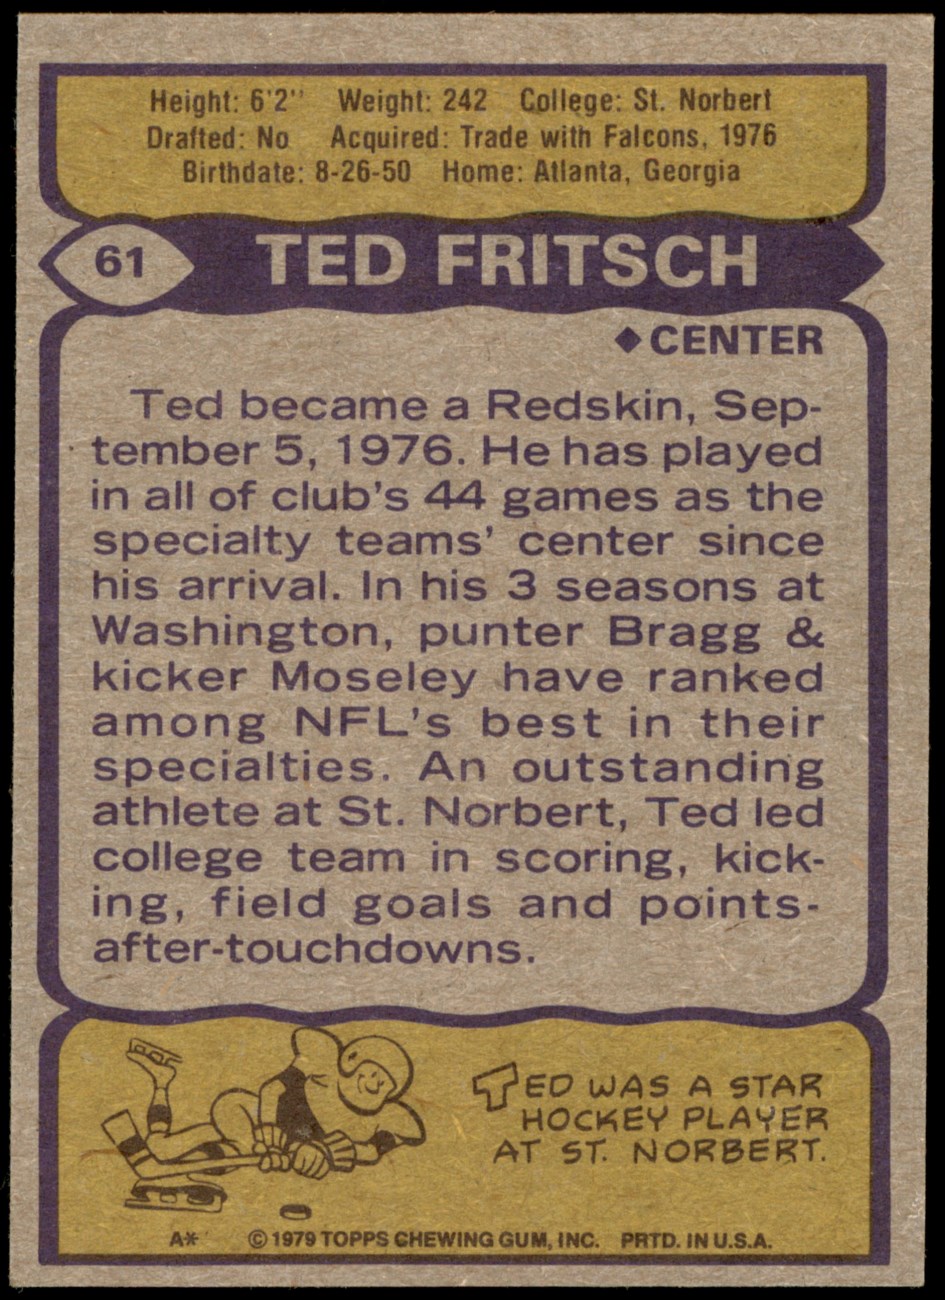 Height: 6'2" Weight: 242 College: St. Norbert
Drafted: No Acquired: Trade with Falcons, 1976
Birthdate: 8-26-50 Home: Atlanta, Georgia
61 TED FRITSCH
◆CENTER
Ted became a Redskin, Sep-
tember 5, 1976. He has played
in all of club's 44 games as the
specialty teams' center since
his arrival. In his 3 seasons at
Washington, punter Bragg &
kicker Moseley have ranked
among NFL's best in their
specialties. An outstanding
athlete at St. Norbert, Ted led
college team in scoring, kick-
ing, field goals and points-
after-touchdowns.
TED WAS A STAR
HOCKEY PLAYER
AT ST. NORBERT.
A* © 1979 TOPPS CHEWING GUM, INC. PRTD. IN U.S.A.